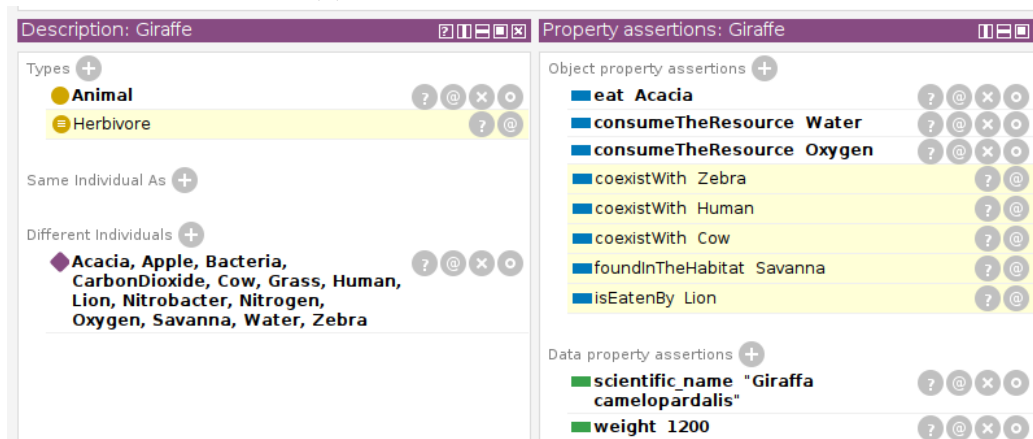 Description: Giraffe
Types
Animal
Herbivore
Same Individual As
Different Individuals
Acacia, Apple, Bacteria,
CarbonDioxide, Cow, Grass, Human,
Lion, Nitrobacter, Nitrogen,
Oxygen, Savanna, Water, Zebra
Property assertions: Giraffe
Object property assertions
eat Acacia
consumeTheResource Water
consumeTheResource Oxygen
coexistWith Zebra
coexistWith Human
coexistWith Cow
foundInTheHabitat Savanna
isEatenBy Lion
Data property assertions
scientific_name "Giraffa
camelopardalis"
weight 1200